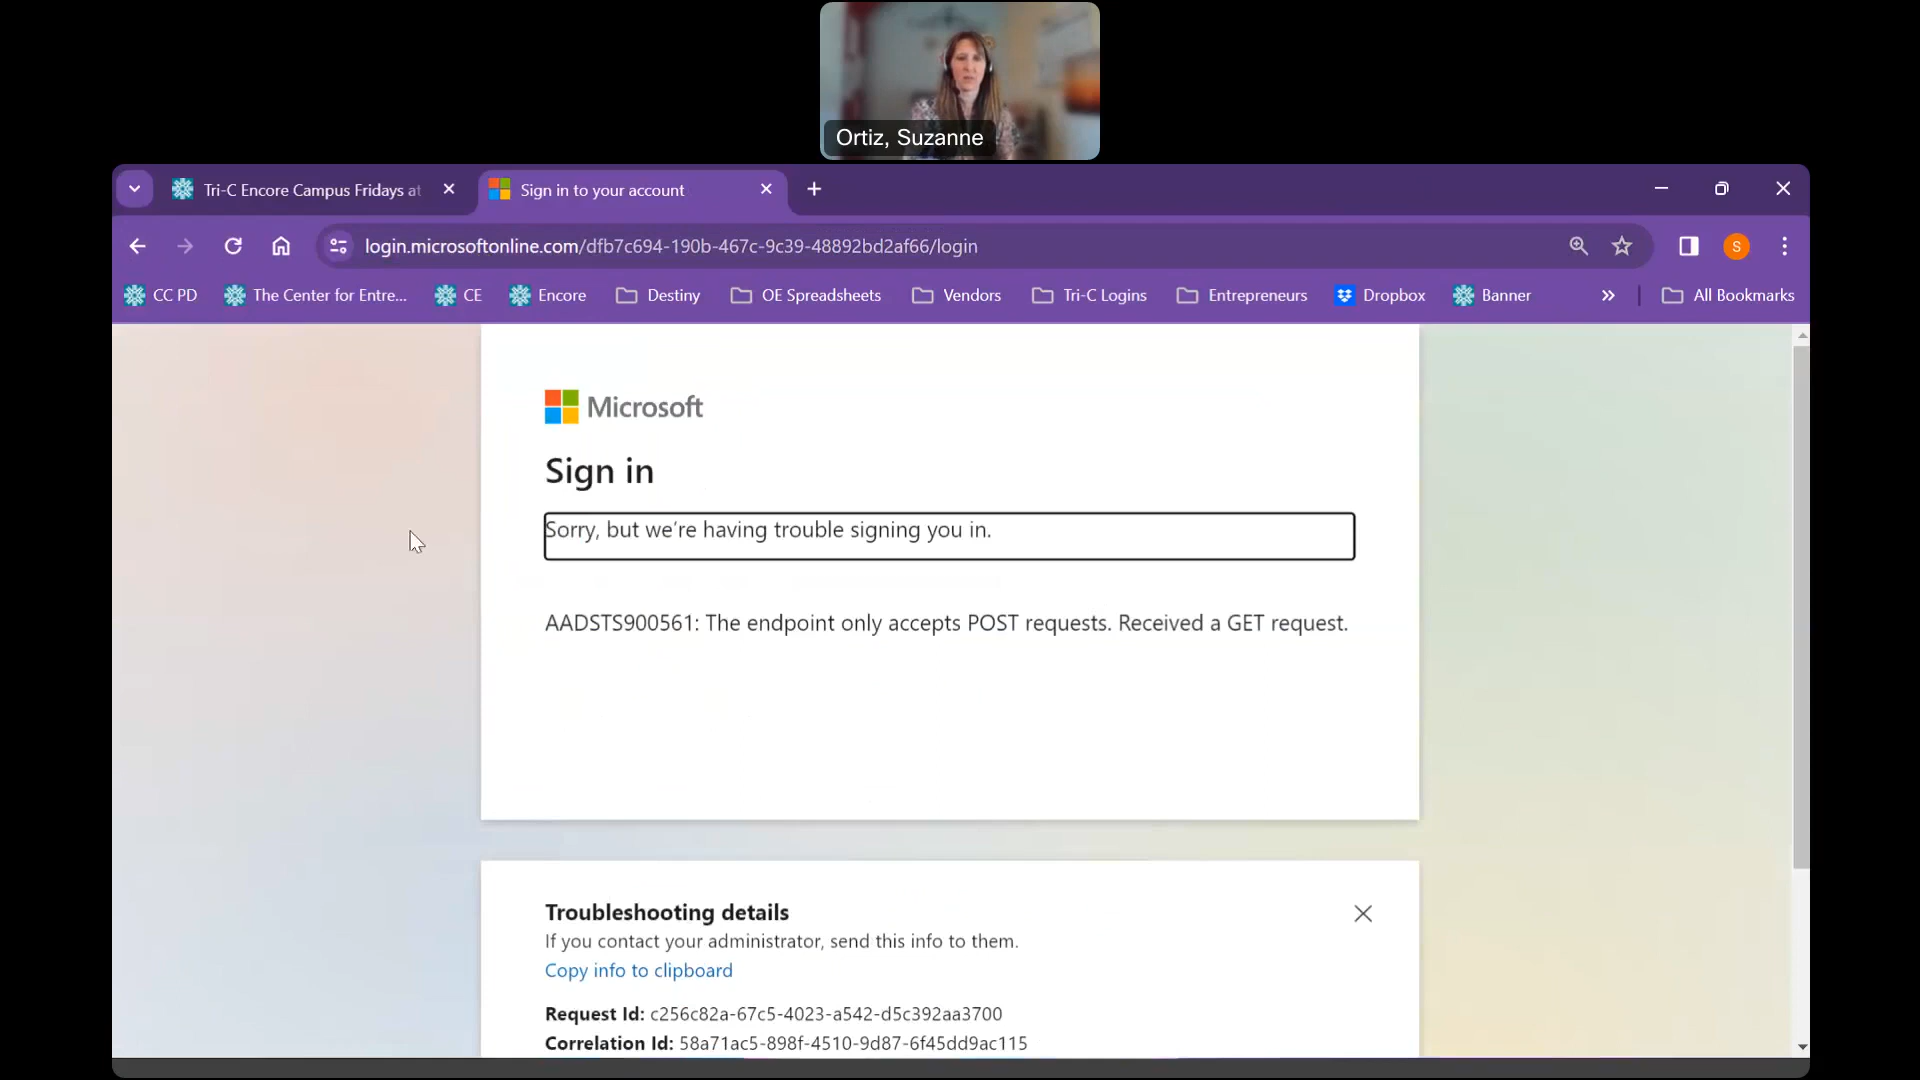 Ortiz, Suzanne
Tri-C Encore Campus Fridays at
Sign in to your account
login.microsoftonline.com/dfb7c694-190b-467c-9c39-48892bd2af66/login
S
CC PD
The Center for Entre...
CE
Encore
Destiny
OE Spreadsheets
Vendors
Tri-C Logins
Entrepreneurs
Dropbox
Banner
All Bookmarks
Microsoft
Sign in
Sorry, but we're having trouble signing you in.
AADSTS900561: The endpoint only accepts POST requests. Received a GET request.
Troubleshooting details
If you contact your administrator, send this info to them.
Copy info to clipboard
Request Id: c256c82a-67c5-4023-a542-d5c392aa3700
Correlation Id: 58a71ac5-898f-4510-9d87-6f45dd9ac115